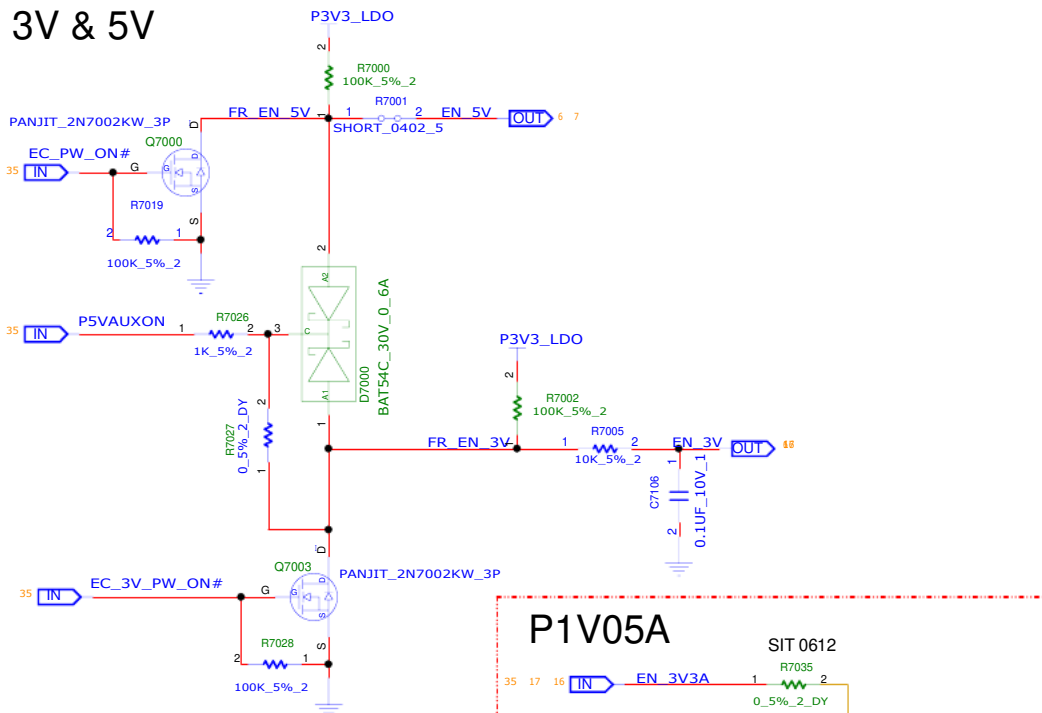 3V & 5V
P3V3_LDO
2
R7000
100K_5%_2
1
FR_EN_5V
1
R7001
2
EN_5V
OUT
6 7
SHORT_0402_5
PANJIT_2N7002KW_3P
D
Q7000
EC_PW_ON#
35
IN
G
G
D
S
R7019
S
2
1
100K_5%_2
2
A2
P5VAUXON
35
IN
1
R7026
2
3
C
1K_5%_2
A1
D7000
BAT54C_30V_0_6A
1
P3V3_LDO
2
R7002
100K_5%_2
2
R7027
0_5%_2_DY
1
FR_EN_3V
1
1
R7005
2
EN_3V
OUT
10K_5%_2
1
C7106
0.1UF_10V_1
2
D
Q7003
PANJIT_2N7002KW_3P
EC_3V_PW_ON#
35
IN
G
G
D
S
S
R7028
2
1
100K_5%_2
P1V05A
SIT 0612
35 17 16
IN
EN_3V3A
1
R7035
2
0_5%_2_DY